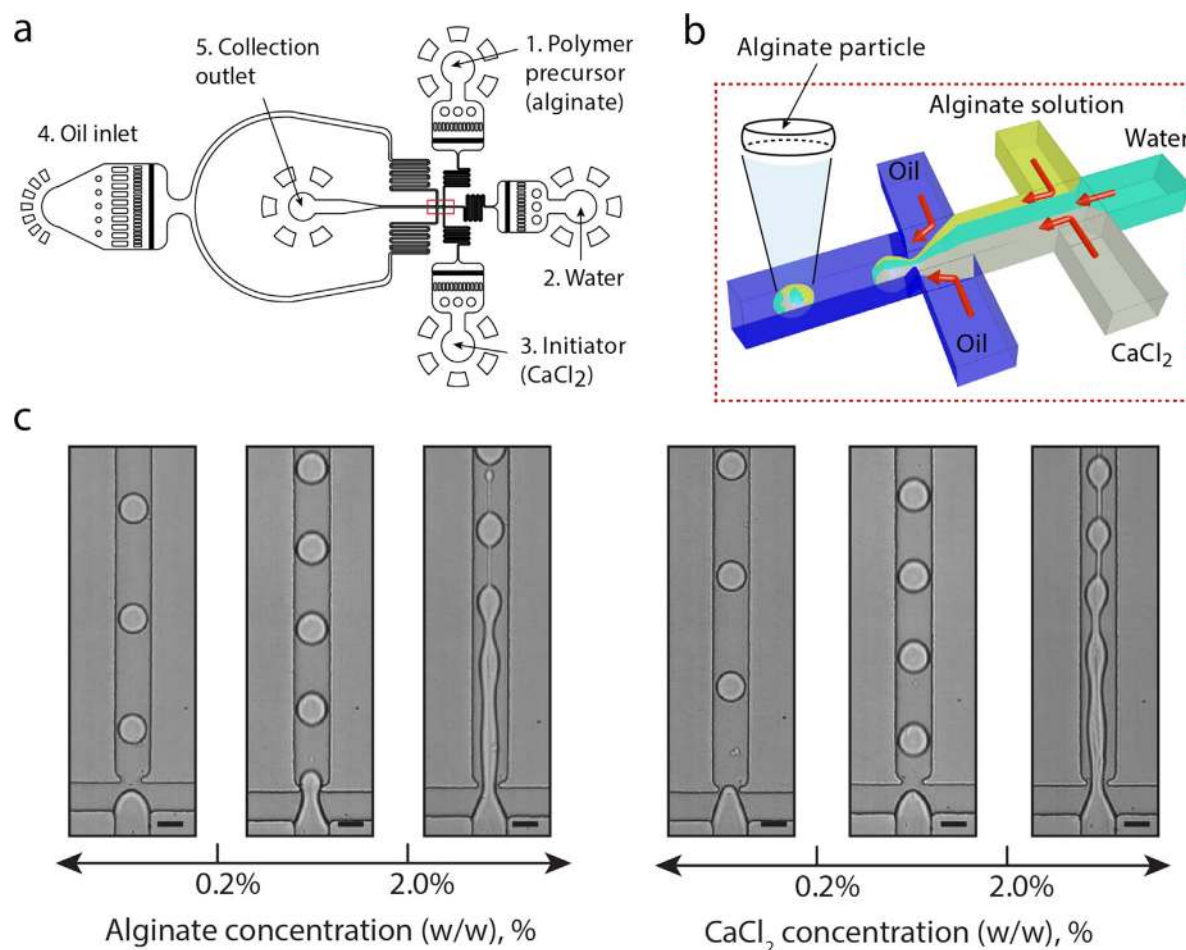 a
5. Collection
outlet
1. Polymer
precursor
(alginate)
4. Oil inlet
2. Water
3. Initiator
(CaCl2)
b
Alginate particle
Alginate solution
Water
Oil
Oil
CaCl2
c
0.2%
2.0%
Alginate concentration (w/w), %
0.2%
2.0%
CaCl2 concentration (w/w), %